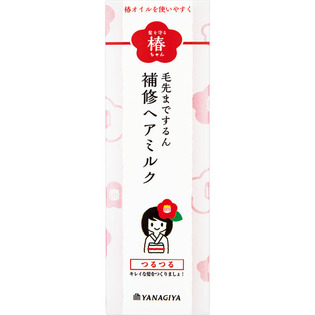 椿オイルを使いやすく
髪を守る
椿
ちゃん
毛先までするん
補修ヘアミルク
つるつる
キレイな髪をつくりましょ!
YANAGIYA